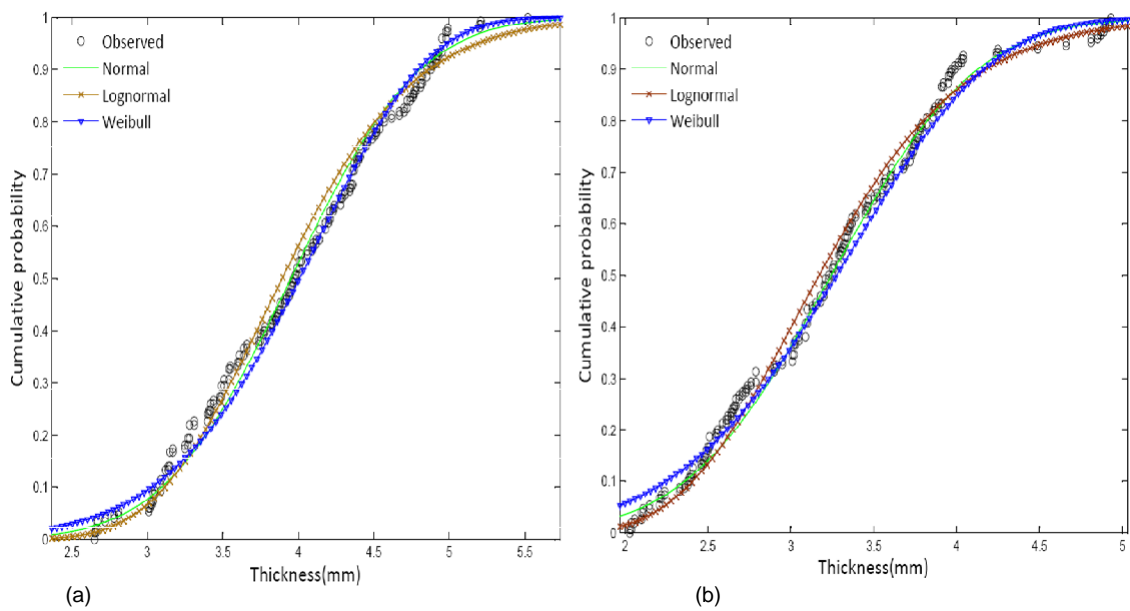 1
0.9
0.8
0.7
0.6
0.5
0.4
0.3
0.2
0.1
0
Cumulative probability
Observed
Normal
Lognormal
Weibull
2.5
3
3.5
4
4.5
5
5.5
Thickness(mm)
(a)
1
0.9
0.8
0.7
0.6
0.5
0.4
0.3
0.2
0.1
0
Cumulative probability
Observed
Normal
Lognormal
Weibull
2
2.5
3
3.5
4
4.5
5
Thickness(mm)
(b)